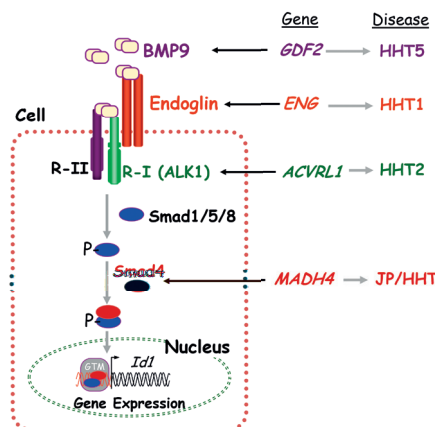 Gene Disease
BMP9 GDF2 HHT5
Endoglin ENG HHT1
Cell
R-II R-I (ALK1) ACVRL1 HHT2
Smad1/5/8
P-
Smad4 MADH4 JP/HHT
P-
Nucleus
GTM Id1
Gene Expression